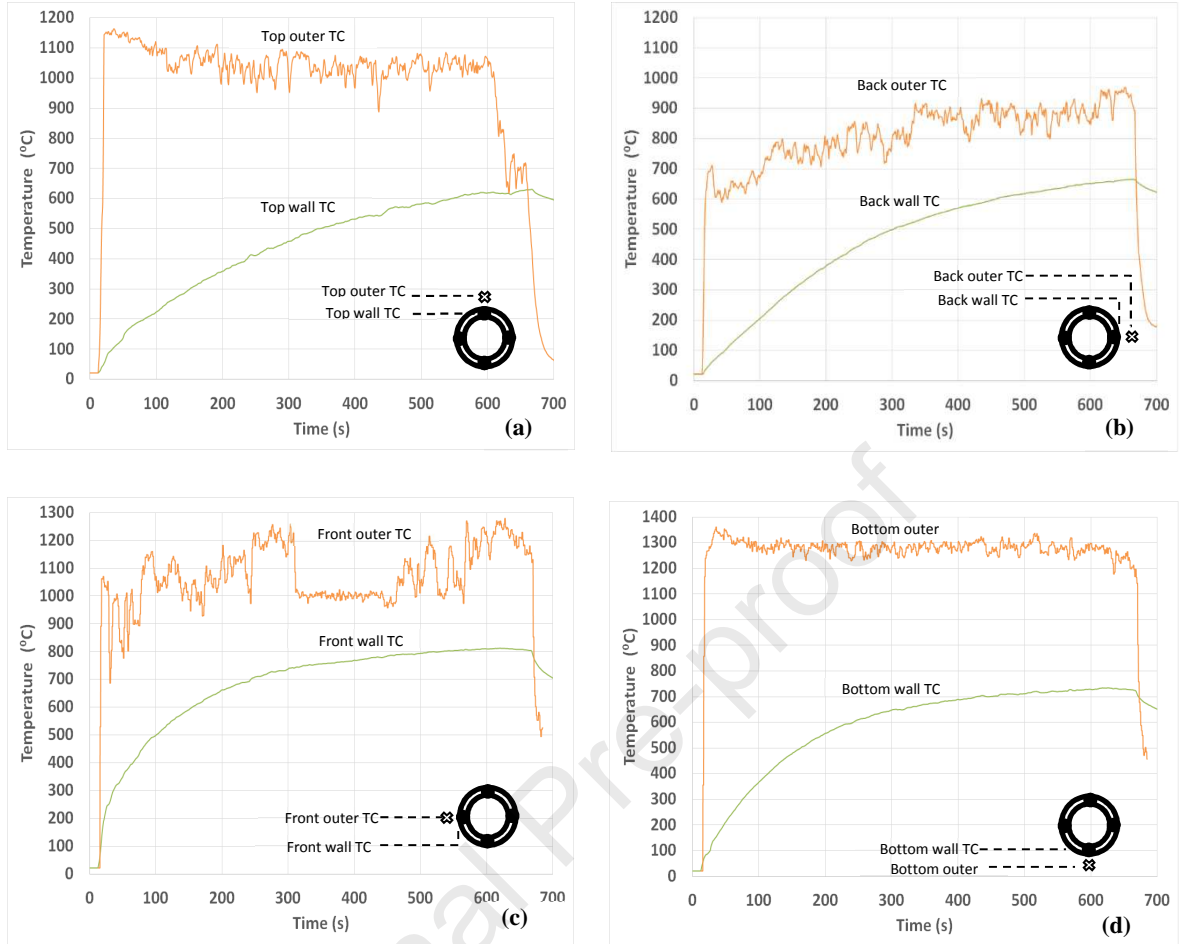 1200
1100
1000
900
800
700
600
500
400
300
200
100
0
Temperature (°C)
Top outer TC
Top wall TC
Top outer TC
Top wall TC
0 100 200 300 400 500 600 700
Time (s)
(a)
1200
1100
1000
900
800
700
600
500
400
300
200
100
0
Temperature (°C)
Back outer TC
Back wall TC
Back outer TC
Back wall TC
0 100 200 300 400 500 600 700
Time (s)
(b)
1300
1200
1100
1000
900
800
700
600
500
400
300
200
100
0
Temperature (°C)
Front outer TC
Front wall TC
Front outer TC
Front wall TC
0 100 200 300 400 500 600 700
Time (s)
(c)
1400
1300
1200
1100
1000
900
800
700
600
500
400
300
200
100
0
Temperature (°C)
Bottom outer
Bottom wall TC
Bottom wall TC
Bottom outer
0 100 200 300 400 500 600 700
Time (s)
(d)
nal Pre-proof